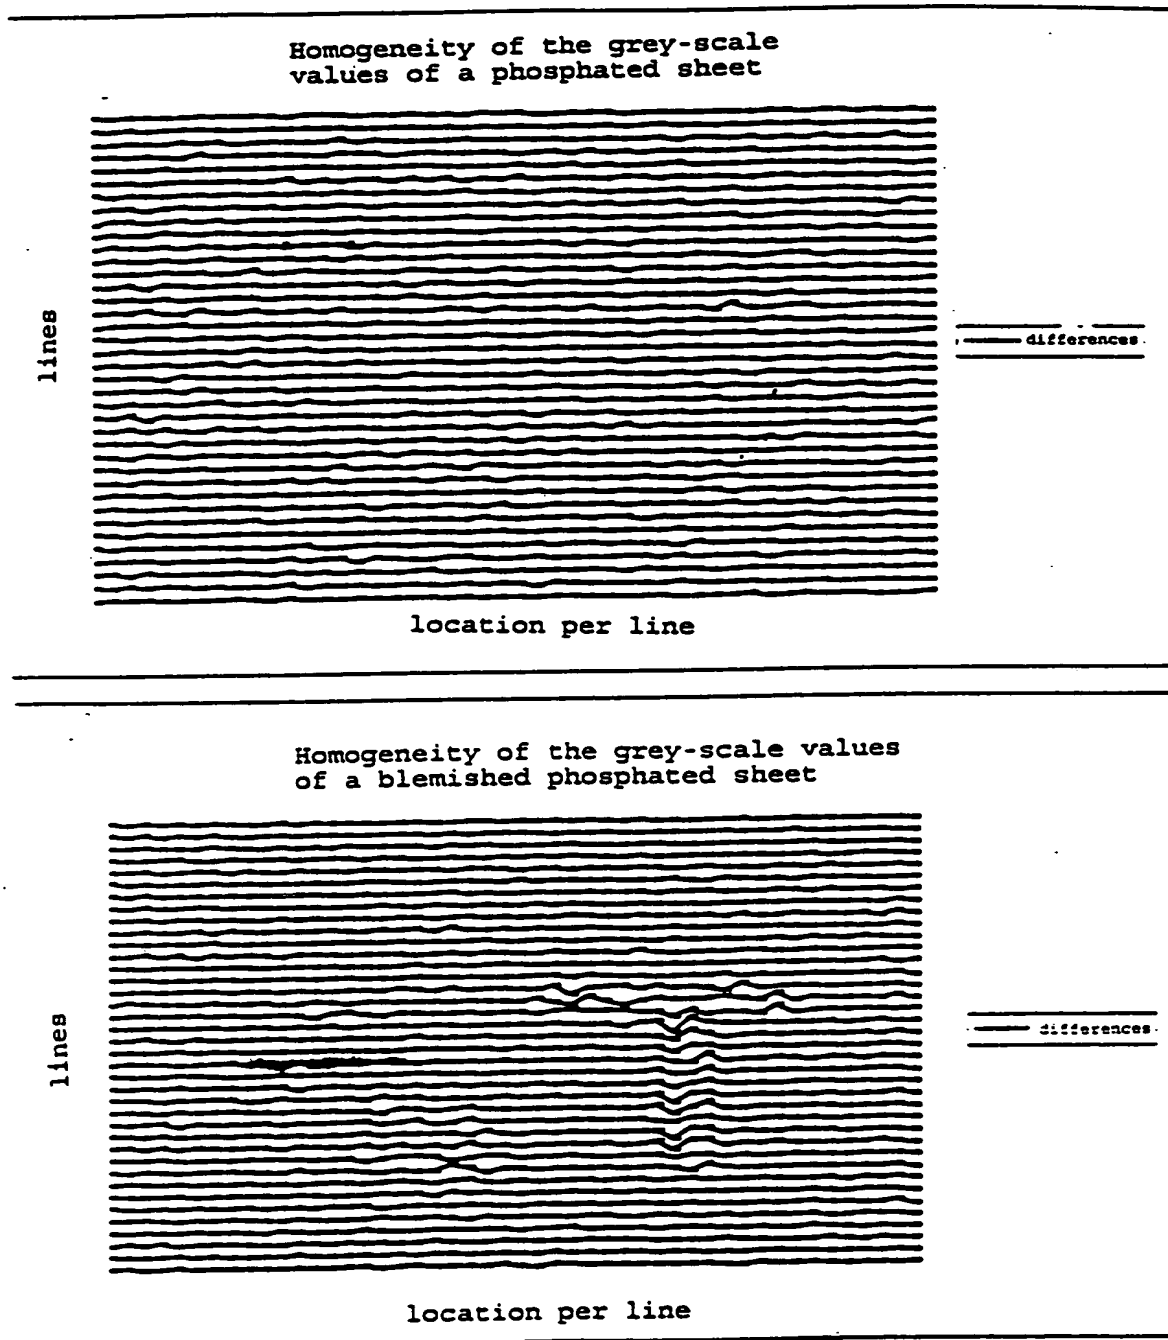 Homogeneity of the grey-scale
values of a phosphated sheet
lines
differences
location per line
Homogeneity of the grey-scale values
of a blemished phosphated sheet
lines
differences
location per line